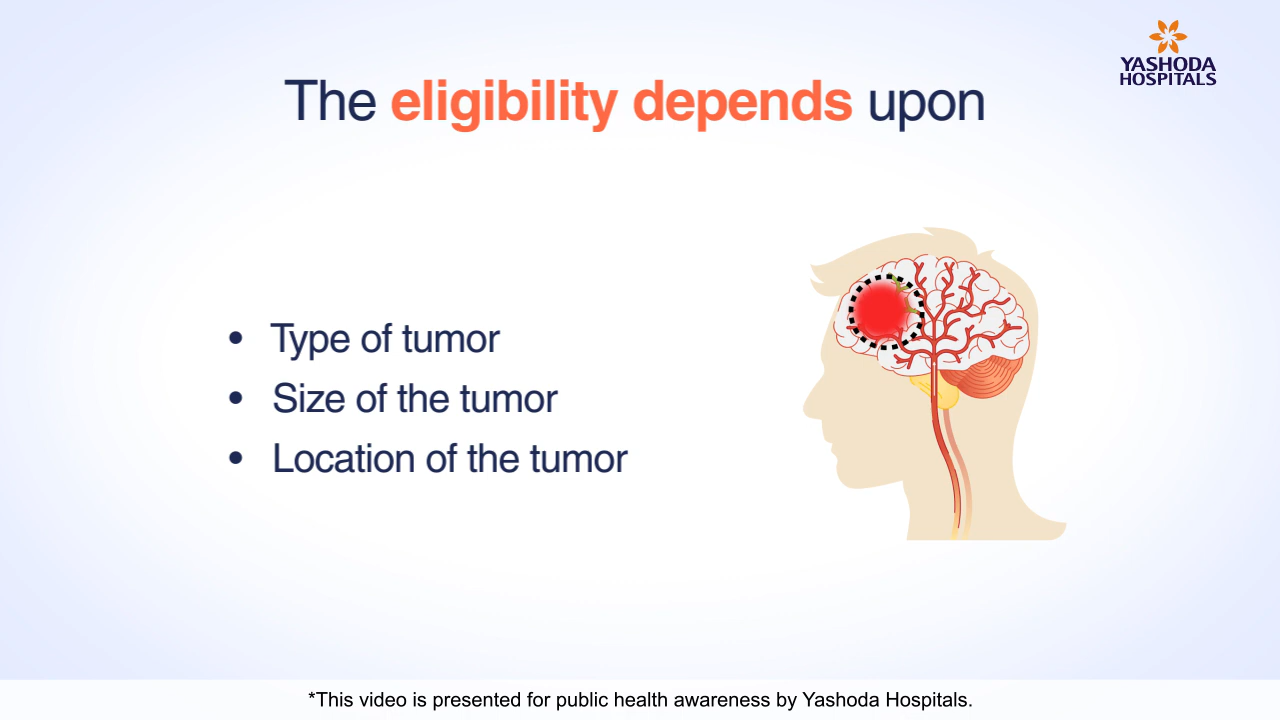 YASHODA
HOSPITALS
The eligibility depends upon
• Type of tumor
• Size of the tumor
• Location of the tumor
*This video is presented for public health awareness by Yashoda Hospitals.